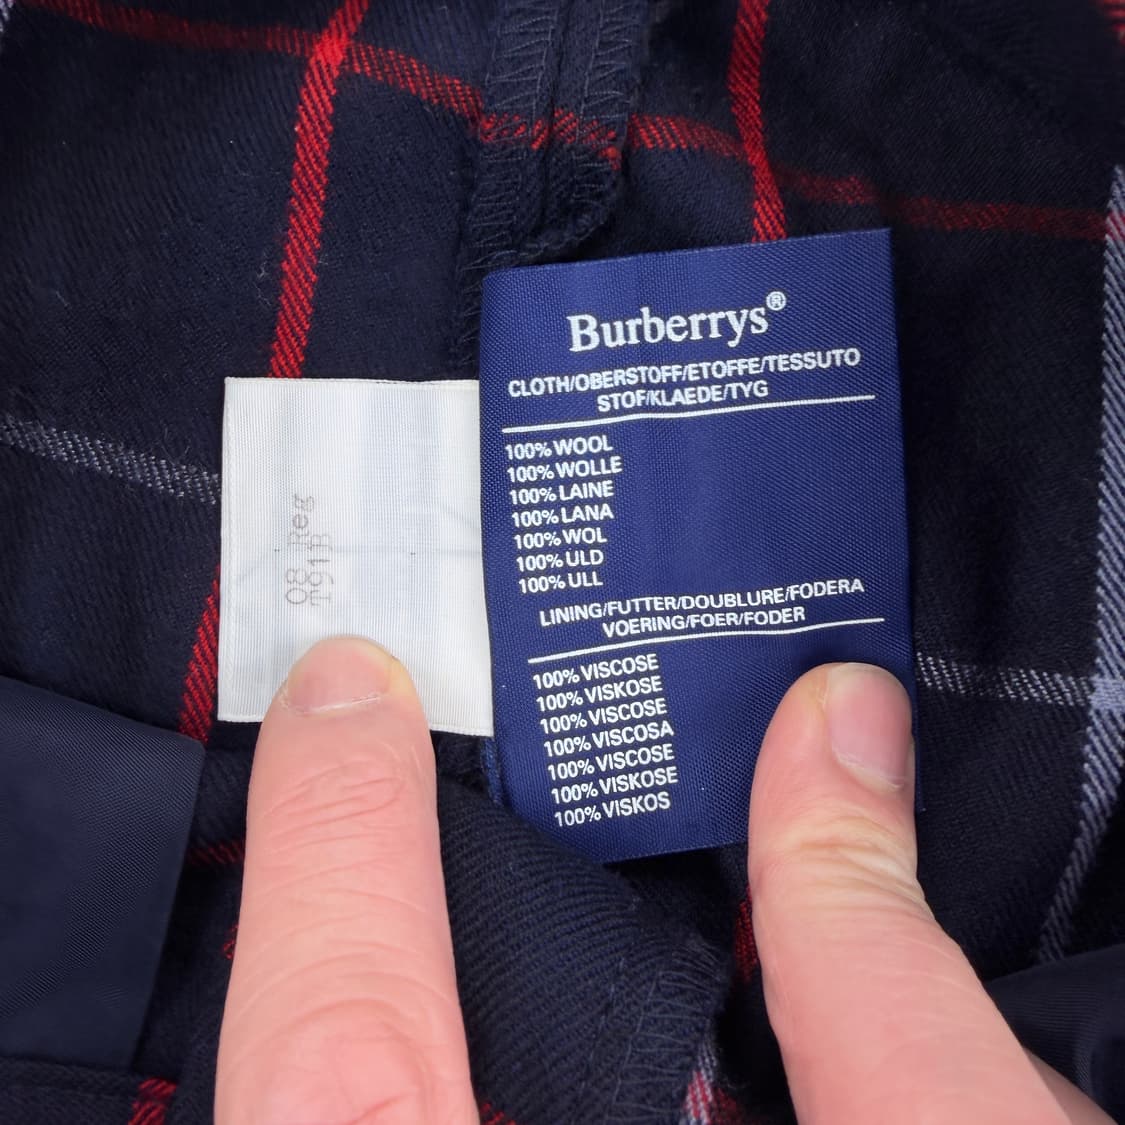 08 Reg
T91B
Burberrys®
CLOTH/OBERSTOFF/ETOFFE/TESSUTO
STOF/KLAEDE/TYG
100% WOOL
100% WOLLE
100% LAINE
100% LANA
100% WOL
100% ULD
100% ULL
LINING/FUTTER/DOUBLURE/FODERA
VOERING/FOER/FODER
100% VISCOSE
100% VISKOSE
100% VISCOSE
100% VISCOSA
100% VISCOSE
100% VISKOSE
100% VISKOS